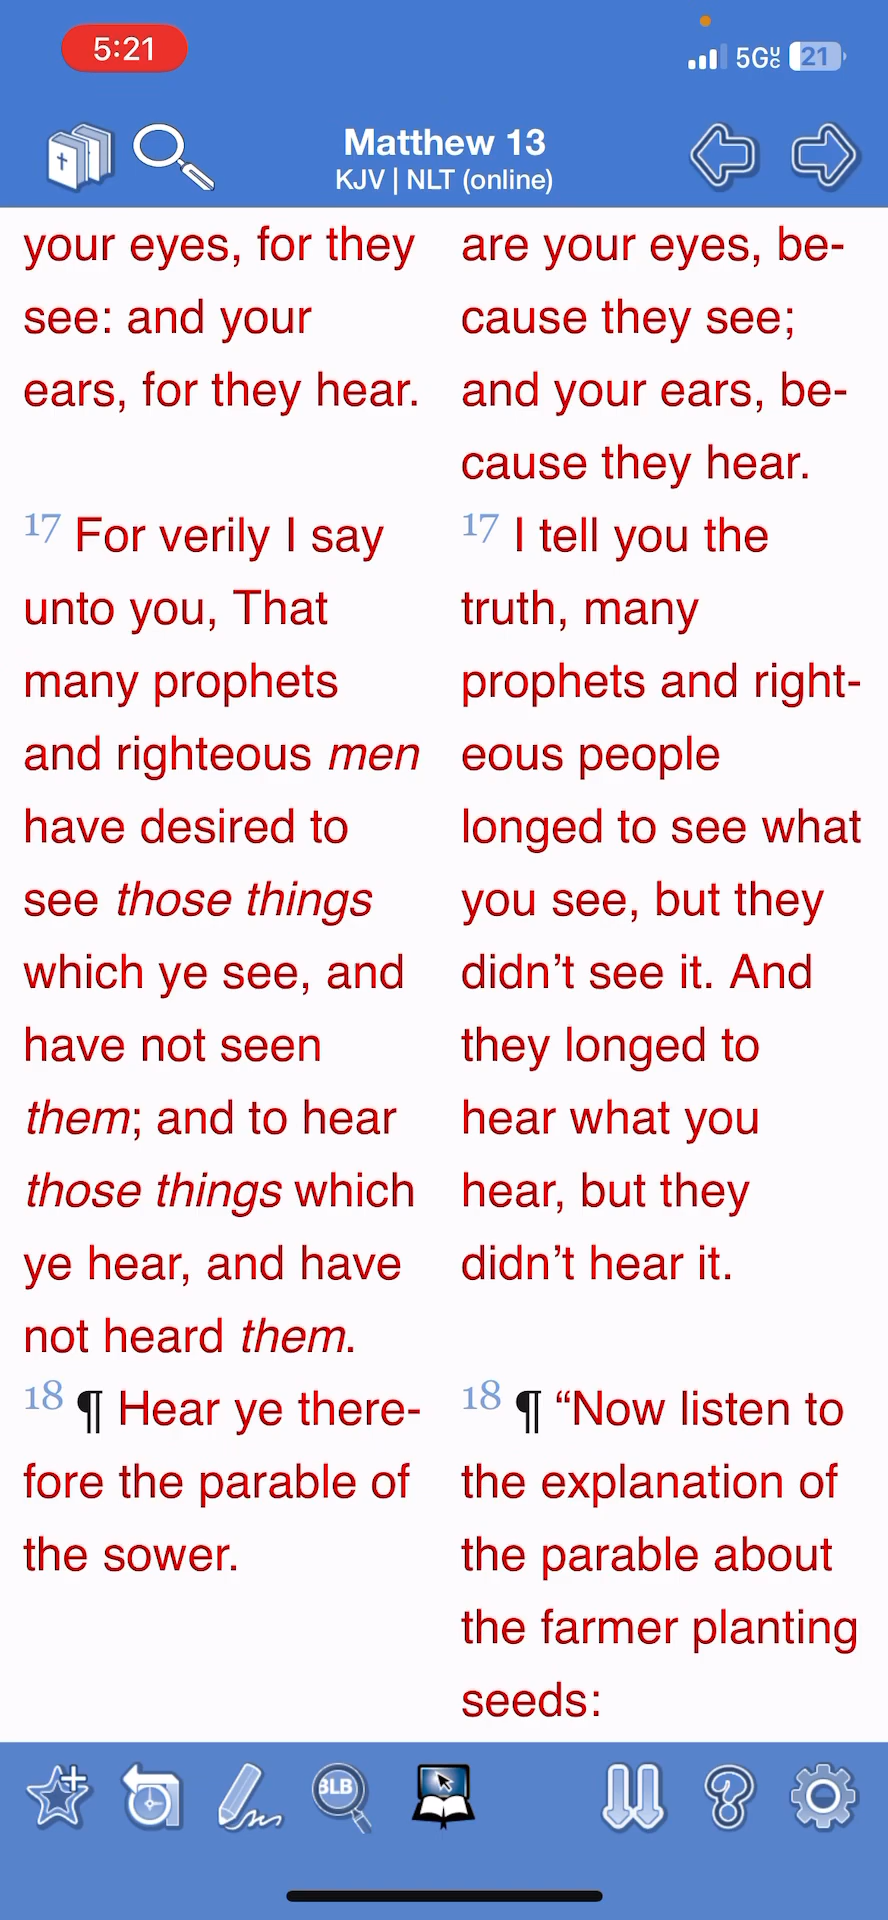 5:21
5G UC 21
Matthew 13
KJV | NLT (online)
your eyes, for they
see: and your
ears, for they hear.
17 For verily I say
unto you, That
many prophets
and righteous men
have desired to
see those things
which ye see, and
have not seen
them; and to hear
those things which
ye hear, and have
not heard them.
18 ¶ Hear ye there-
fore the parable of
the sower.
are your eyes, be-
cause they see;
and your ears, be-
cause they hear.
17 I tell you the
truth, many
prophets and right-
eous people
longed to see what
you see, but they
didn’t see it. And
they longed to
hear what you
hear, but they
didn’t hear it.
18 ¶ “Now listen to
the explanation of
the parable about
the farmer planting
seeds:
BLB